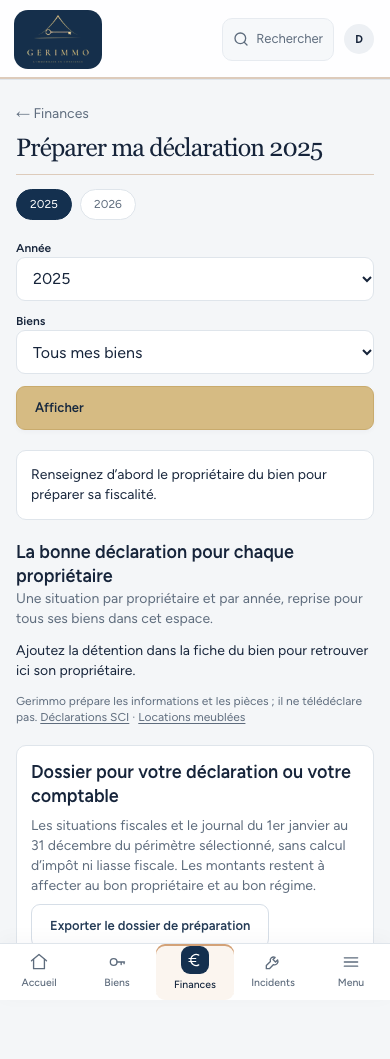 GERIMMO
Rechercher
D
← Finances
Préparer ma déclaration 2025
2025
2026
Année
2025
Biens
Tous mes biens
Afficher
Renseignez d’abord le propriétaire du bien pour
préparer sa fiscalité.
La bonne déclaration pour chaque
propriétaire
Une situation par propriétaire et par année, reprise pour
tous ses biens dans cet espace.
Ajoutez la détention dans la fiche du bien pour retrouver
ici son propriétaire.
Gerimmo prépare les informations et les pièces ; il ne télédéclare
pas. Déclarations SCI · Locations meublées
Dossier pour votre déclaration ou votre
comptable
Les situations fiscales et le journal du 1er janvier au
31 décembre du périmètre sélectionné, sans calcul
d’impôt ni liasse fiscale. Les montants restent à
affecter au bon propriétaire et au bon régime.
Exporter le dossier de préparation
Accueil
Biens
Finances
Incidents
Menu